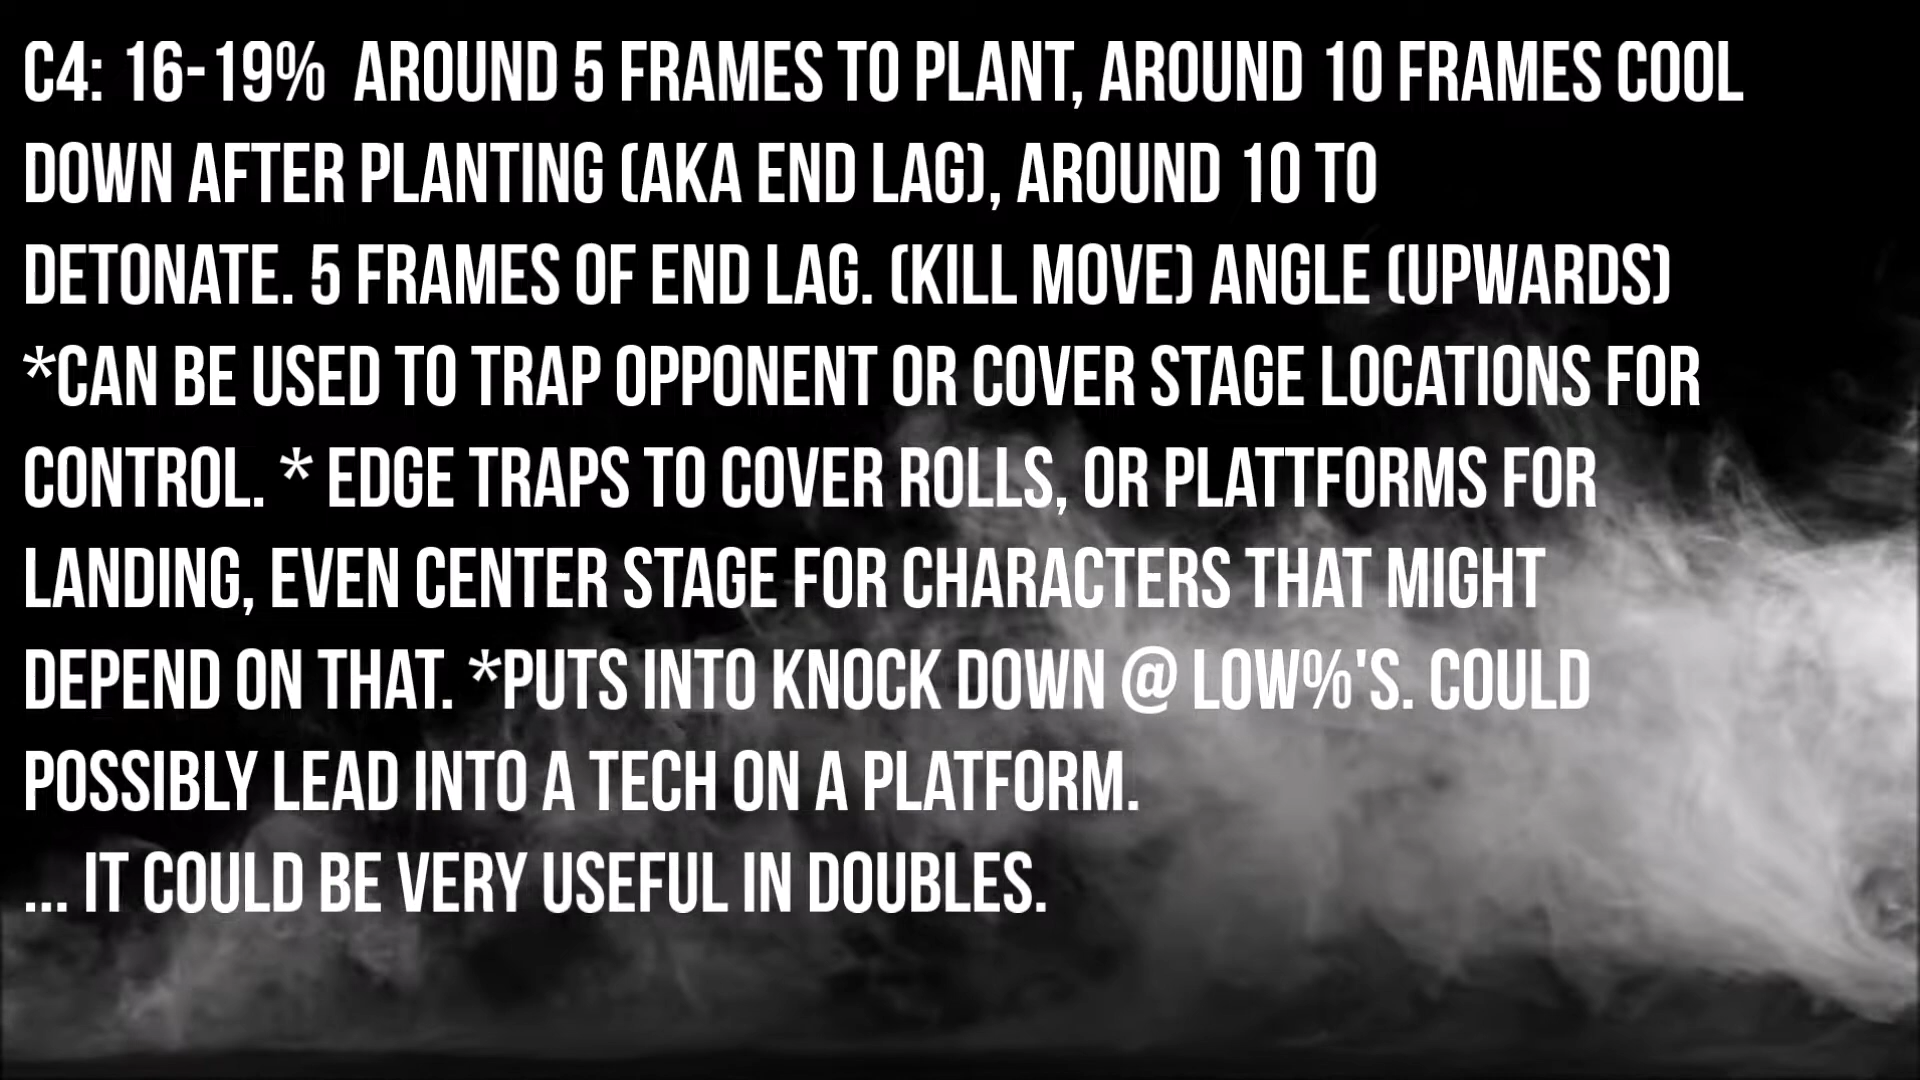 C4: 16-19% AROUND 5 FRAMES TO PLANT, AROUND 10 FRAMES COOL
DOWN AFTER PLANTING (AKA END LAG), AROUND 10 TO
DETONATE. 5 FRAMES OF END LAG. (KILL MOVE) ANGLE (UPWARDS)
*CAN BE USED TO TRAP OPPONENT OR COVER STAGE LOCATIONS FOR
CONTROL. * EDGE TRAPS TO COVER ROLLS, OR PLATTFORMS FOR
LANDING, EVEN CENTER STAGE FOR CHARACTERS THAT MIGHT
DEPEND ON THAT. *PUTS INTO KNOCK DOWN @ LOW%'S. COULD
POSSIBLY LEAD INTO A TECH ON A PLATFORM.
... IT COULD BE VERY USEFUL IN DOUBLES.